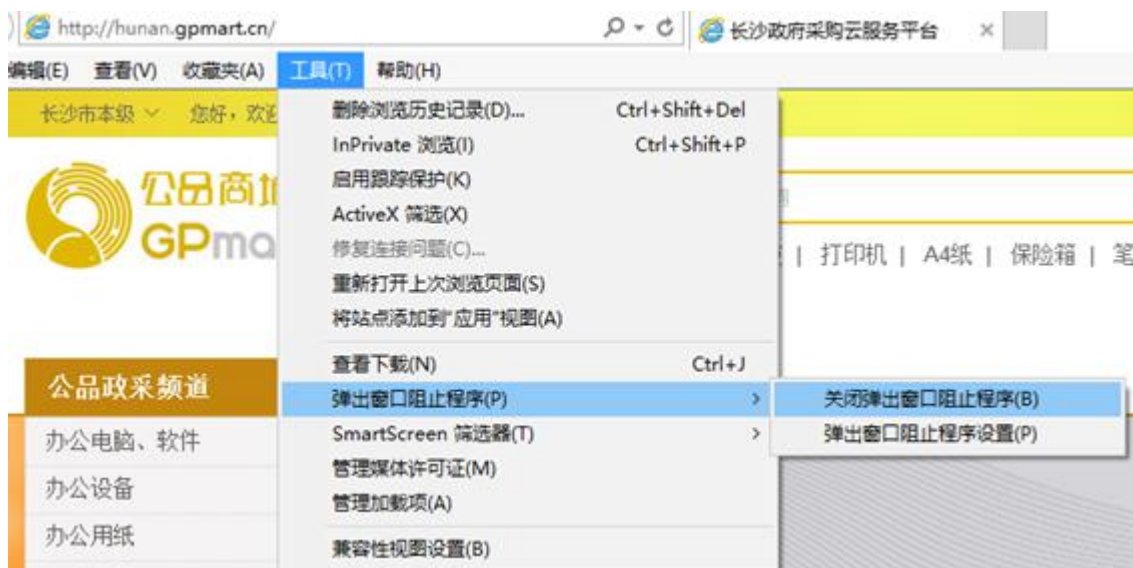 http://hunan.gpmart.cn/
长沙政府采购云服务平台
编辑(E) 查看(V) 收藏夹(A) 工具(T) 帮助(H)
长沙市本级 您好，欢迎
删除浏览历史记录(D)... Ctrl+Shift+Del
InPrivate 浏览(I) Ctrl+Shift+P
启用跟踪保护(K)
ActiveX 筛选(X)
修复连接问题(C)...
重新打开上次浏览页面(S)
将站点添加到"应用"视图(A)
公品商城
GPma
| 打印机 | A4纸 | 保险箱 | 笔
查看下载(N) Ctrl+J
弹出窗口阻止程序(P) >
关闭弹出窗口阻止程序(B)
SmartScreen 筛选器(T) >
弹出窗口阻止程序设置(P)
管理媒体许可证(M)
管理加载项(A)
兼容性视图设置(B)
公品政采频道
办公电脑、软件
办公设备
办公用纸